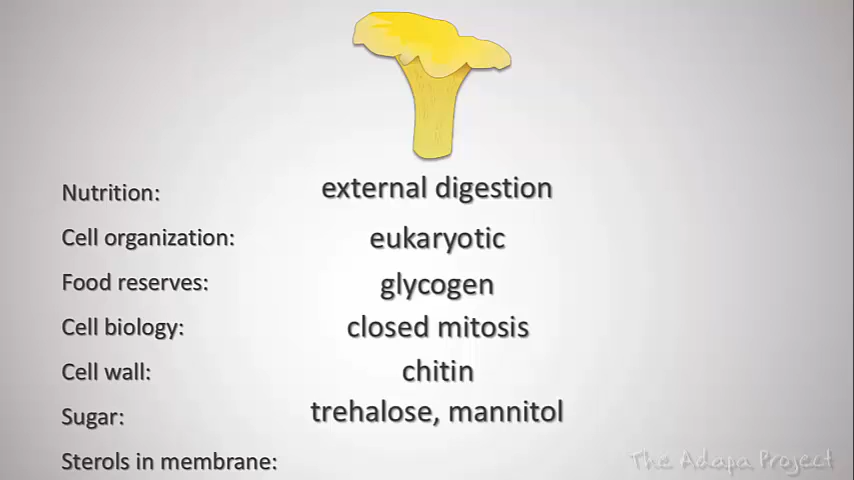 Nutrition: external digestion
Cell organization: eukaryotic
Food reserves: glycogen
Cell biology: closed mitosis
Cell wall: chitin
Sugar: trehalose, mannitol
Sterols in membrane:
The Adapa Project